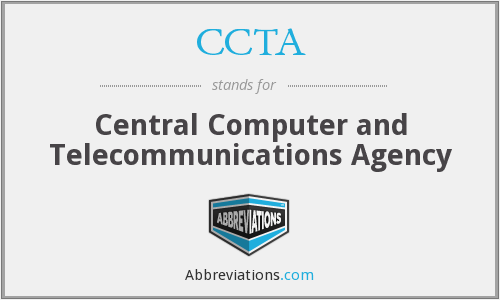 CCTA
stands for
Central Computer and
Telecommunications Agency
ABBREVIATIONS
Abbreviations.com